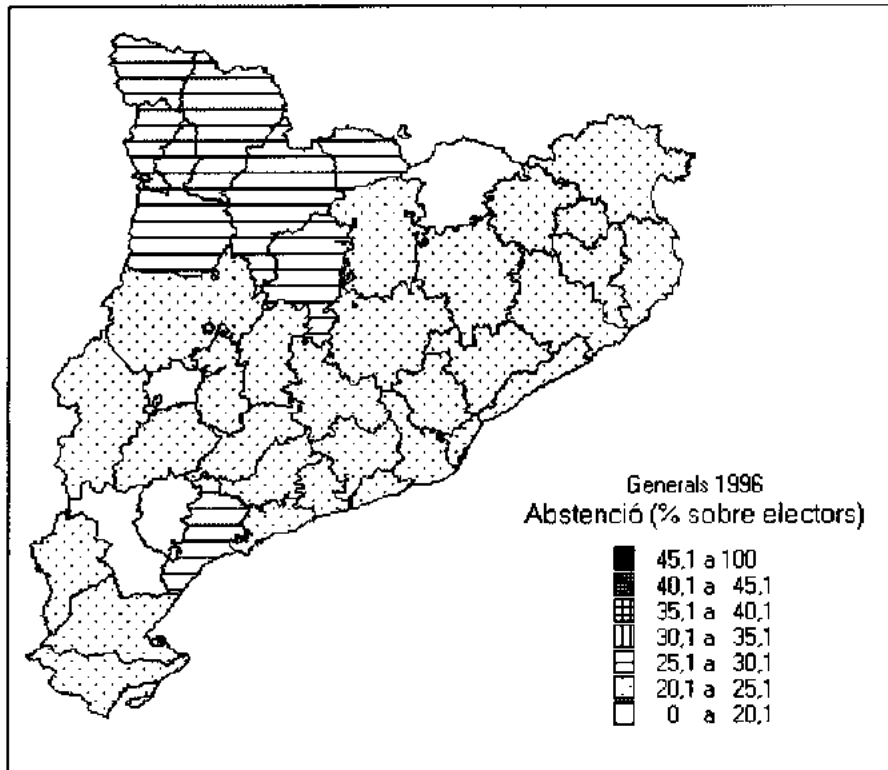 Generals 1996
Abstenció (% sobre electors)
45,1 a 100
40,1 a 45,1
35,1 a 40,1
30,1 a 35,1
25,1 a 30,1
20,1 a 25,1
0 a 20,1